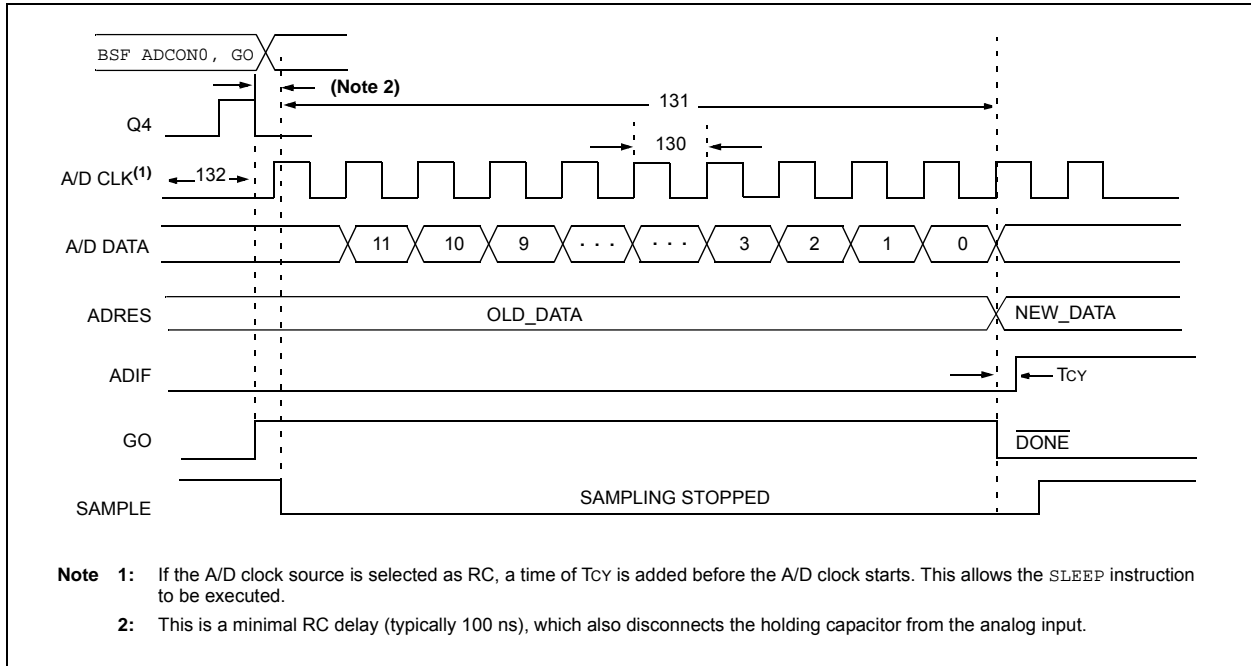 BSF ADCON0, GO
(Note 2)
131
Q4
130
A/D CLK(1)
132
A/D DATA
11 10 9 · · · · · · 3 2 1 0
ADRES
OLD_DATA
NEW_DATA
ADIF
TCY
GO
DONE
SAMPLE
SAMPLING STOPPED
Note 1: If the A/D clock source is selected as RC, a time of TCY is added before the A/D clock starts. This allows the SLEEP instruction
to be executed.
2: This is a minimal RC delay (typically 100 ns), which also disconnects the holding capacitor from the analog input.